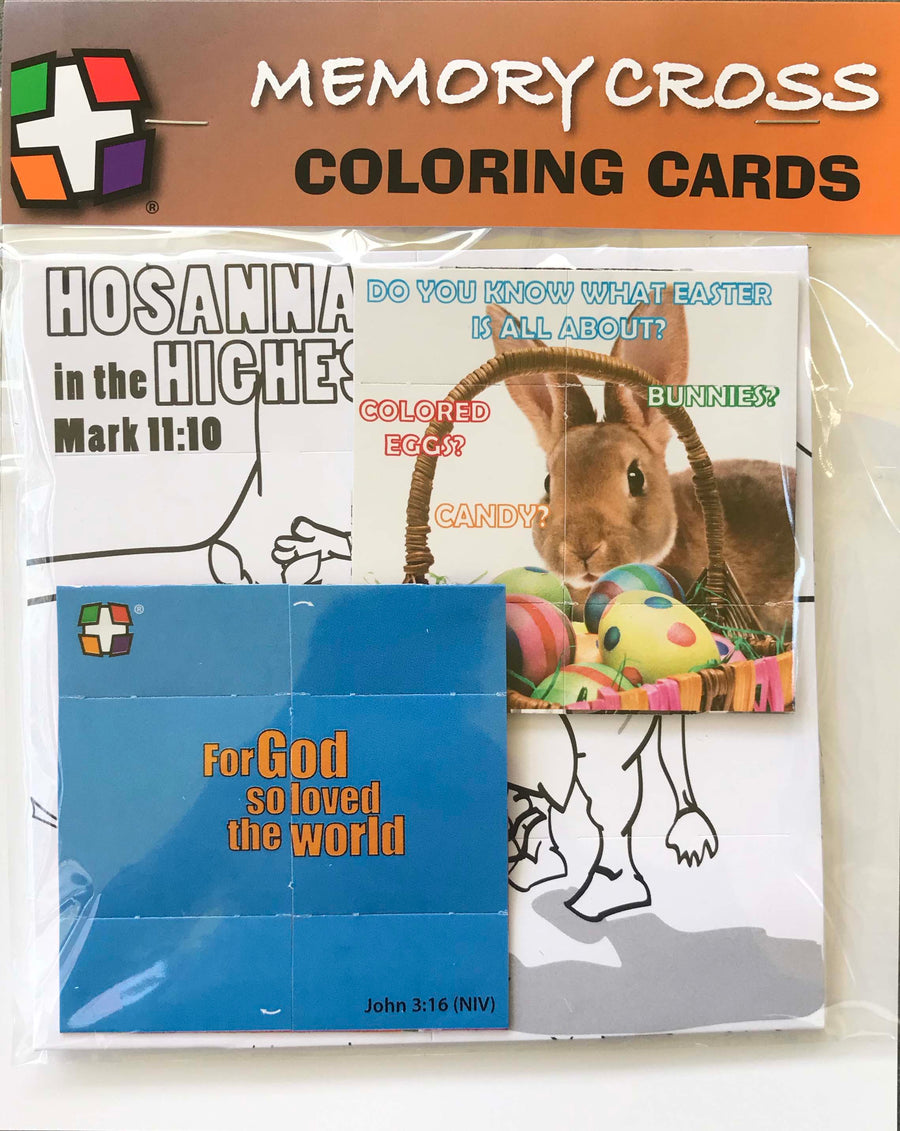 MEMORY CROSS
COLORING CARDS
®
HOSANNA
in the HIGHES
Mark 11:10
DO YOU KNOW WHAT EASTER
IS ALL ABOUT?
BUNNIES?
COLORED
EGGS?
CANDY?
®
For God
so loved
the world
John 3:16 (NIV)